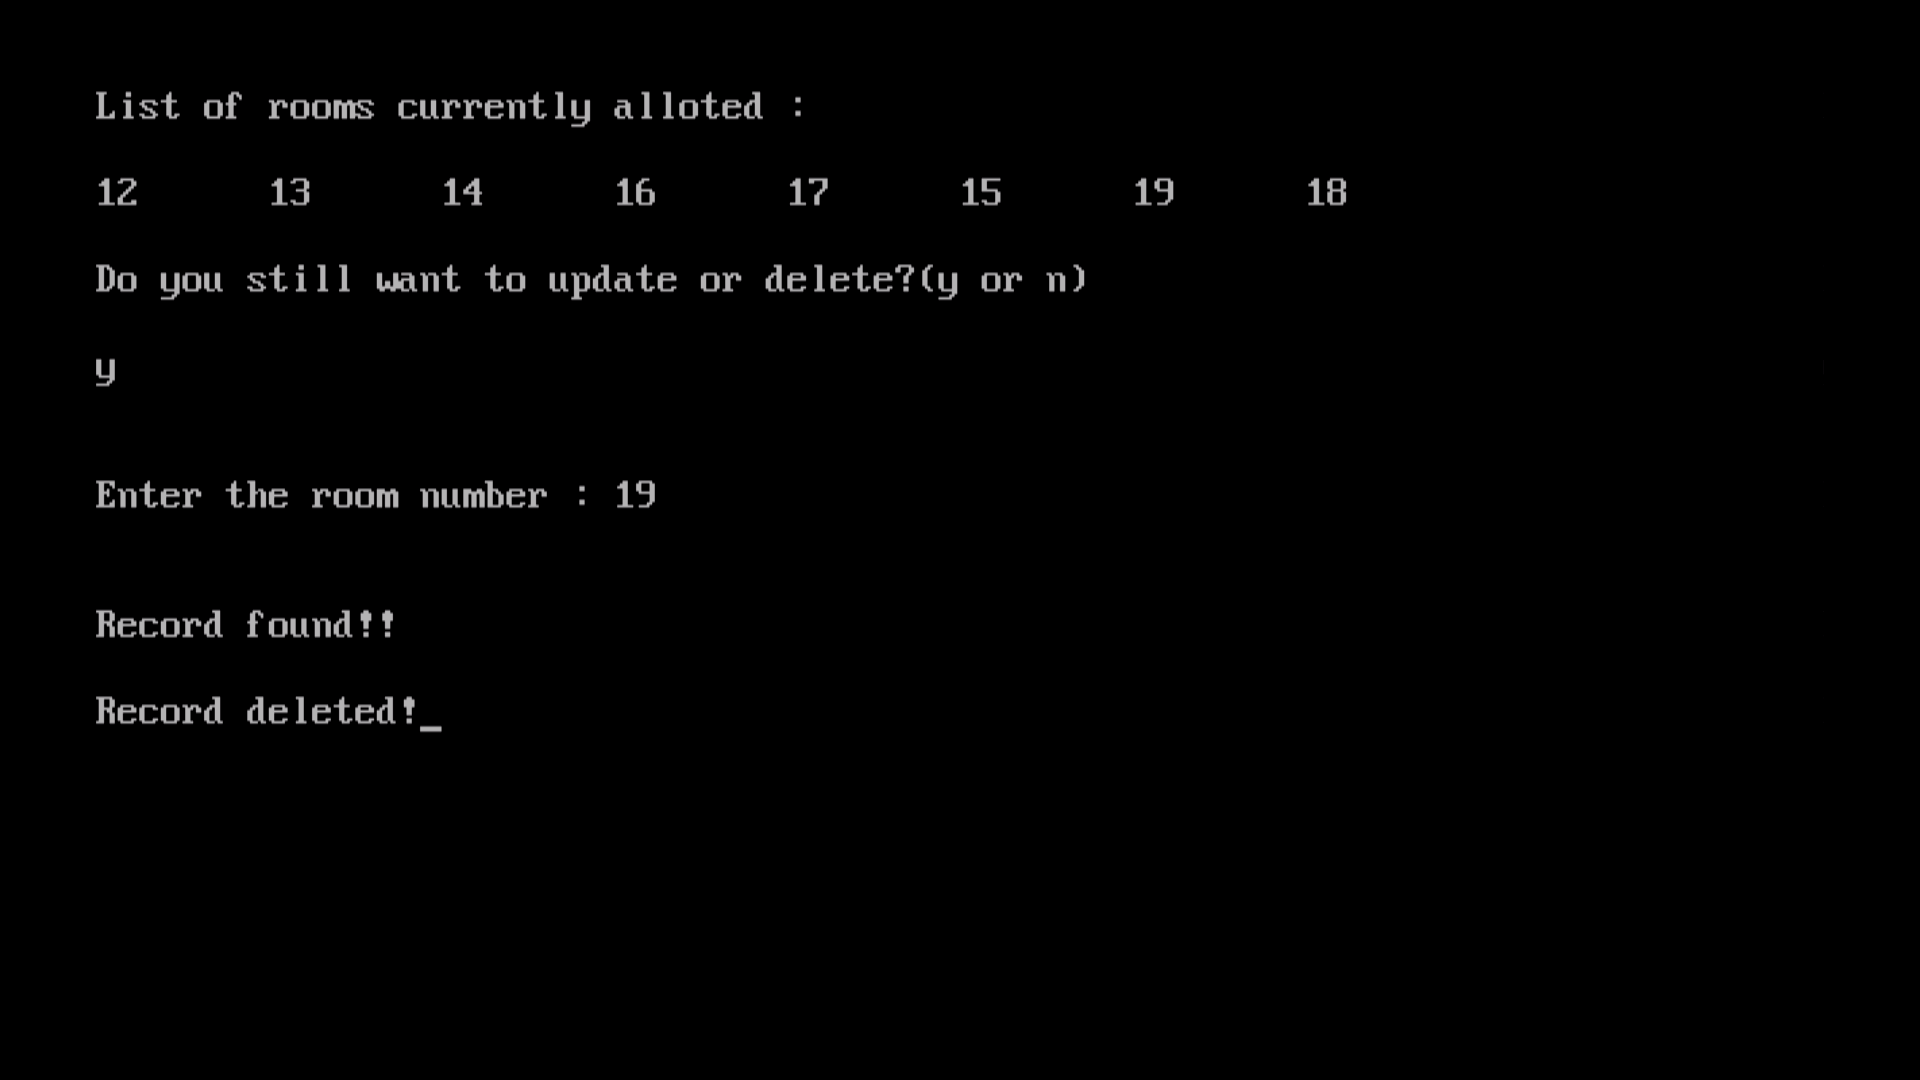 List of rooms currently alloted :
12 13 14 16 17 15 19 18
Do you still want to update or delete?(y or n)
y
Enter the room number : 19
Record found!!
Record deleted!_